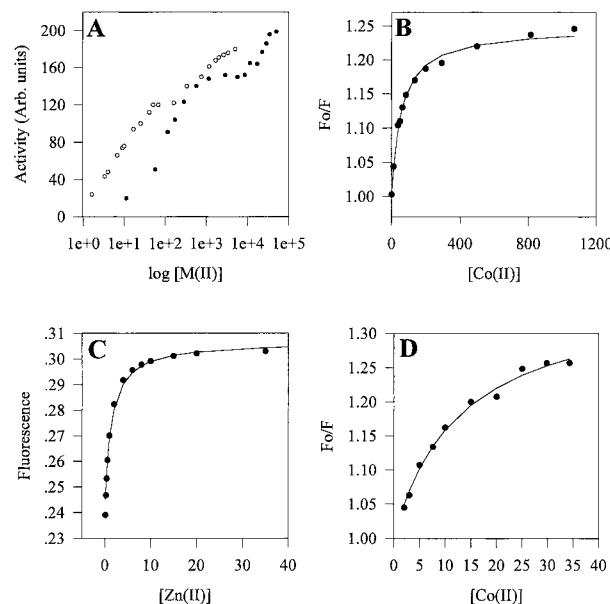 A
Activity (Arb. units)
200
160
120
80
40
0
1e+0 1e+1 1e+2 1e+3 1e+4 1e+5
log [M(II)]
B
Fo/F
1.25
1.20
1.15
1.10
1.05
1.00
0 400 800 1200
[Co(II)]
C
Fluorescence
.31
.30
.29
.28
.27
.26
.25
.24
.23
0 10 20 30 40
[Zn(II)]
D
Fo/F
1.30
1.25
1.20
1.15
1.10
1.05
1.00
0 5 10 15 20 25 30 35 40
[Co(II)]